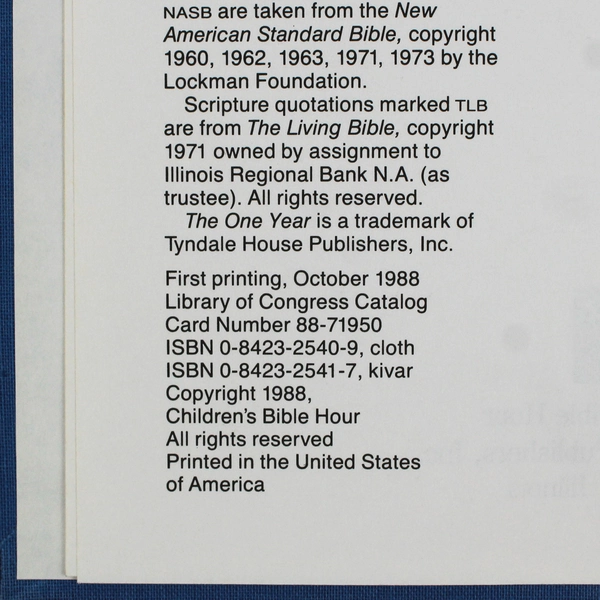 NASB are taken from the New
American Standard Bible, copyright
1960, 1962, 1963, 1971, 1973 by the
Lockman Foundation.
Scripture quotations marked TLB
are from The Living Bible, copyright
1971 owned by assignment to
Illinois Regional Bank N.A. (as
trustee). All rights reserved.
The One Year is a trademark of
Tyndale House Publishers, Inc.
First printing, October 1988
Library of Congress Catalog
Card Number 88-71950
ISBN 0-8423-2540-9, cloth
ISBN 0-8423-2541-7, kivar
Copyright 1988,
Children's Bible Hour
All rights reserved
Printed in the United States
of America